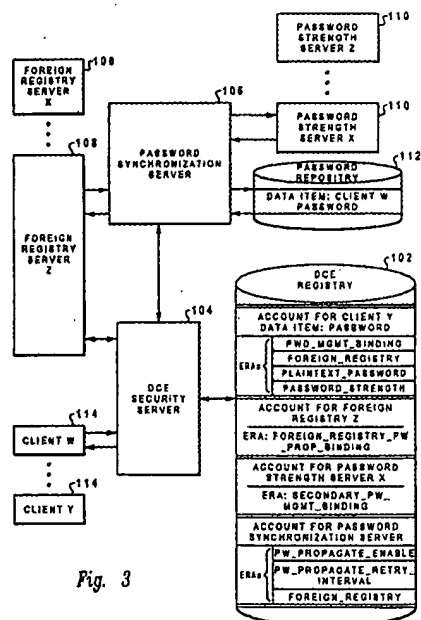 110
PASSWORD
STRENGTH
SERVER Z
108
FOREIGN
REGISTRY
SERVER
X
106
110
PASSWORD
STRENGTH
SERVER X
PASSWORD
SYNCHRONIZATION
SERVER
108
112
PASSWORD
REPOSITORY
DATA ITEM: CLIENT W
PASSWORD
FOREIGN
REGISTRY
SERVER
Z
102
DCE
REGISTRY
104
DCE
SECURITY
SERVER
ACCOUNT FOR CLIENT Y
DATA ITEM: PASSWORD
ERAs
PWD_MGMT_BINDING
FOREIGN_REGISTRY
PLAINTEXT_PASSWORD
PASSWORD_STRENGTH
ACCOUNT FOR FOREIGN
REGISTRY Z
ERA: FOREIGN_REGISTRY_PW
_PROP_BINDING
114
CLIENT W
114
CLIENT Y
ACCOUNT FOR PASSWORD
STRENGTH SERVER X
ERA: SECONDARY_PW_
MGMT_BINDING
ACCOUNT FOR PASSWORD
SYNCHRONIZATION SERVER
ERAs
PW_PROPAGATE_ENABLE
PW_PROPAGATE_RETRY_
INTERVAL
FOREIGN_REGISTRY
Fig. 3